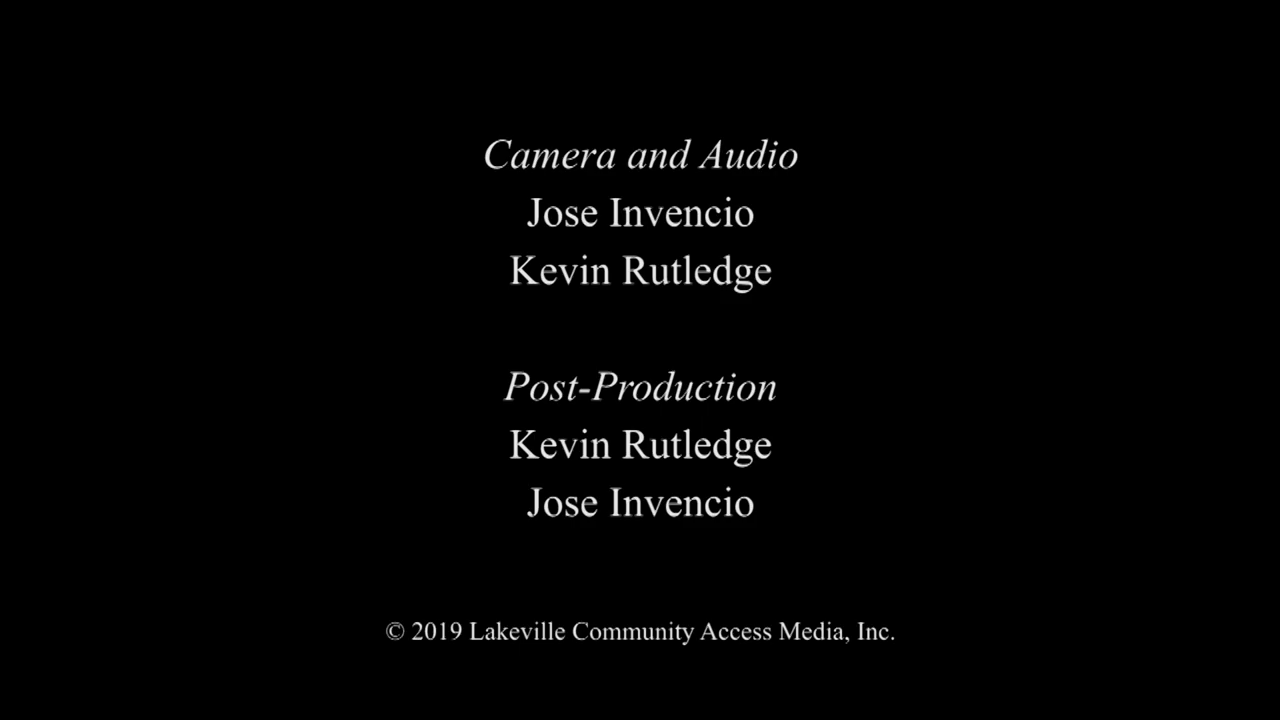 Camera and Audio
Jose Invencio
Kevin Rutledge
Post-Production
Kevin Rutledge
Jose Invencio
© 2019 Lakeville Community Access Media, Inc.